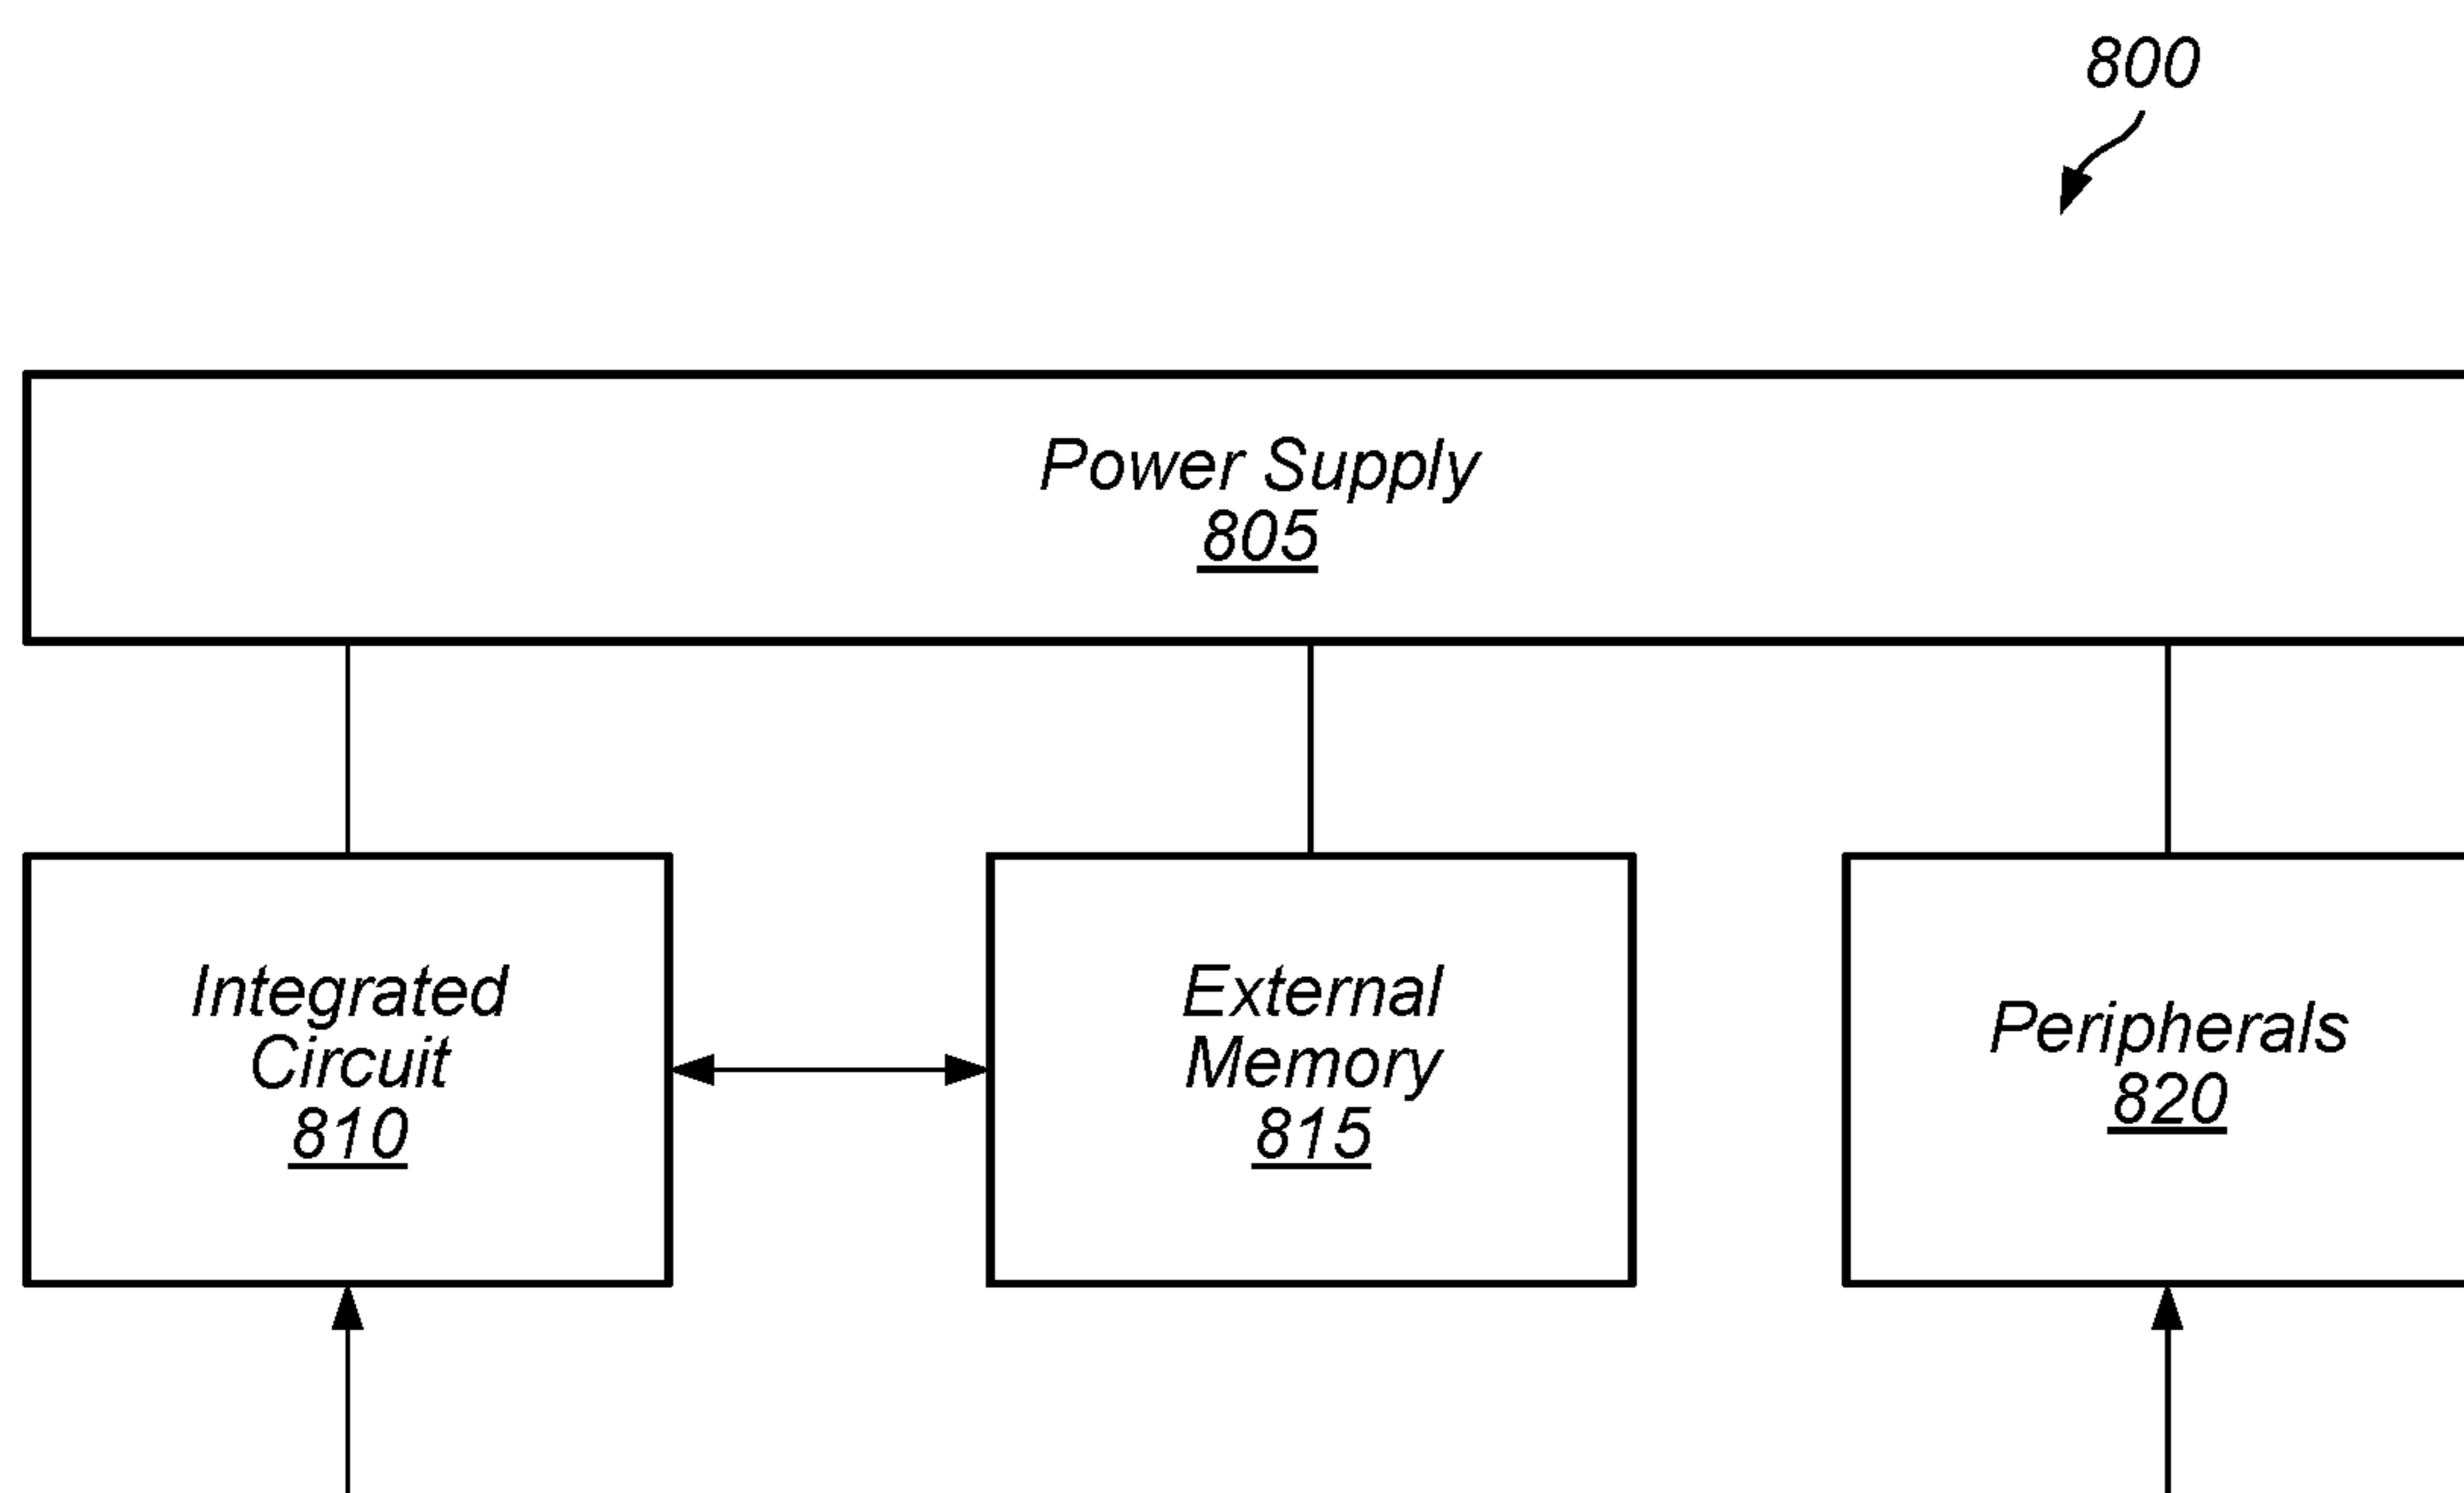 800
Power Supply
805
Integrated
Circuit
810
External
Memory
815
Peripherals
820